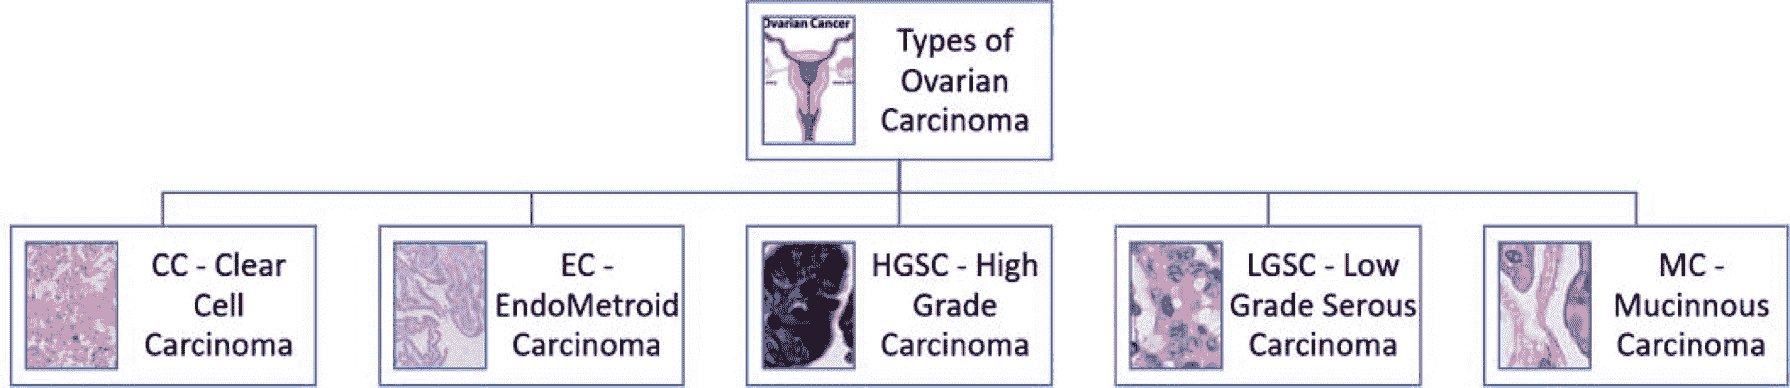 Ovarian Cancer
Types of
Ovarian
Carcinoma
CC - Clear
Cell
Carcinoma
EC -
EndoMetroid
Carcinoma
HGSC - High
Grade
Carcinoma
LGSC - Low
Grade Serous
Carcinoma
MC -
Mucinnous
Carcinoma